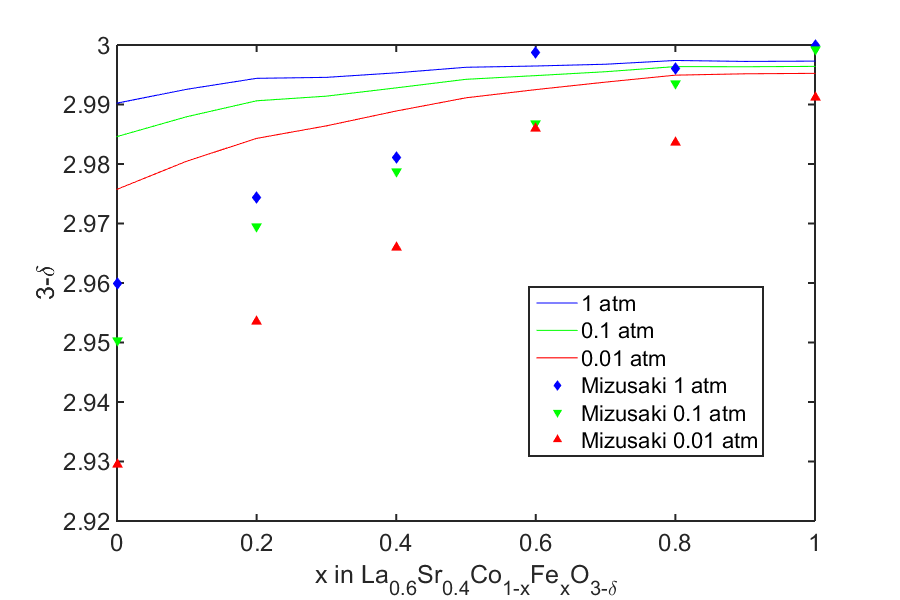 3
2.99
2.98
2.97
2.96
2.95
2.94
2.93
2.92
3-δ
1 atm
0.1 atm
0.01 atm
Mizusaki 1 atm
Mizusaki 0.1 atm
Mizusaki 0.01 atm
0 0.2 0.4 0.6 0.8 1
x in La0.6Sr0.4Co1-xFexO3-δ